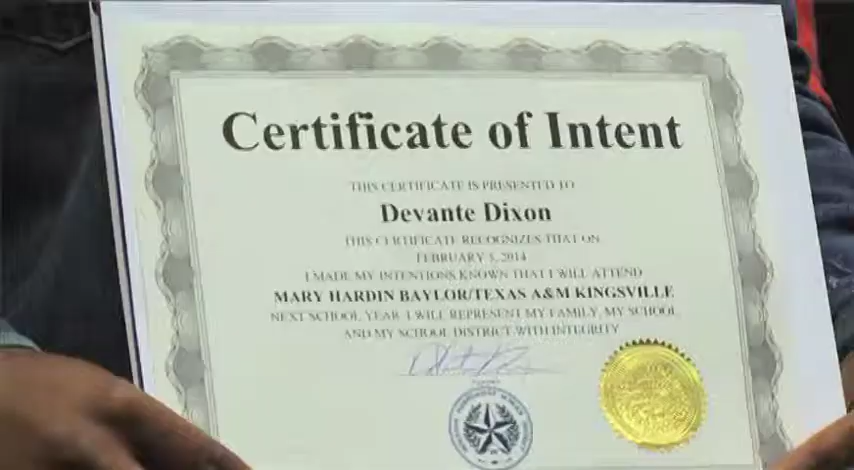 Certificate of Intent
THIS CERTIFICATE IS PRESENTED TO
Devante Dixon
THIS CERTIFICATE RECOGNIZES THAT ON
FEBRUARY 5, 2014
I MADE MY INTENTIONS KNOWN THAT I WILL ATTEND
MARY HARDIN BAYLOR/TEXAS A&M KINGSVILLE
NEXT SCHOOL YEAR. I WILL REPRESENT MY FAMILY, MY SCHOOL
AND MY SCHOOL DISTRICT WITH INTEGRITY